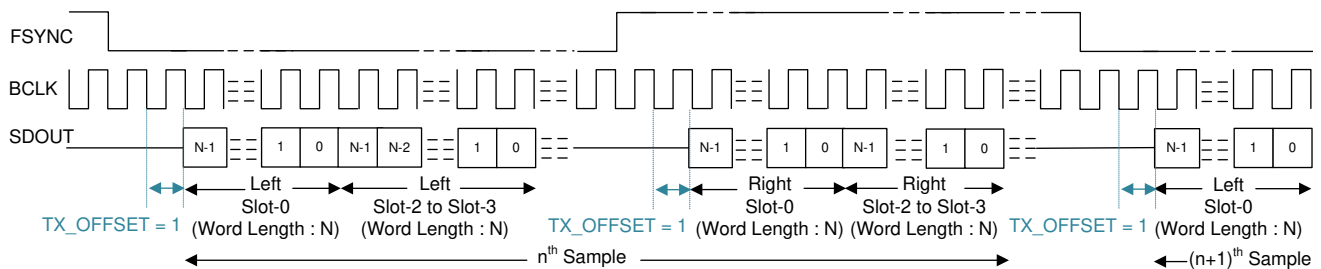 FSYNC
BCLK
SDOUT
N-1 1 0 N-1 N-2 1 0 N-1 1 0 N-1 1 0 N-1 1 0
Left Left Right Right Left
Slot-0 Slot-2 to Slot-3 Slot-0 Slot-2 to Slot-3 Slot-0
TX_OFFSET = 1 (Word Length : N) (Word Length : N) TX_OFFSET = 1 (Word Length : N) (Word Length : N) TX_OFFSET = 1 (Word Length : N)
nth Sample (n+1)th Sample